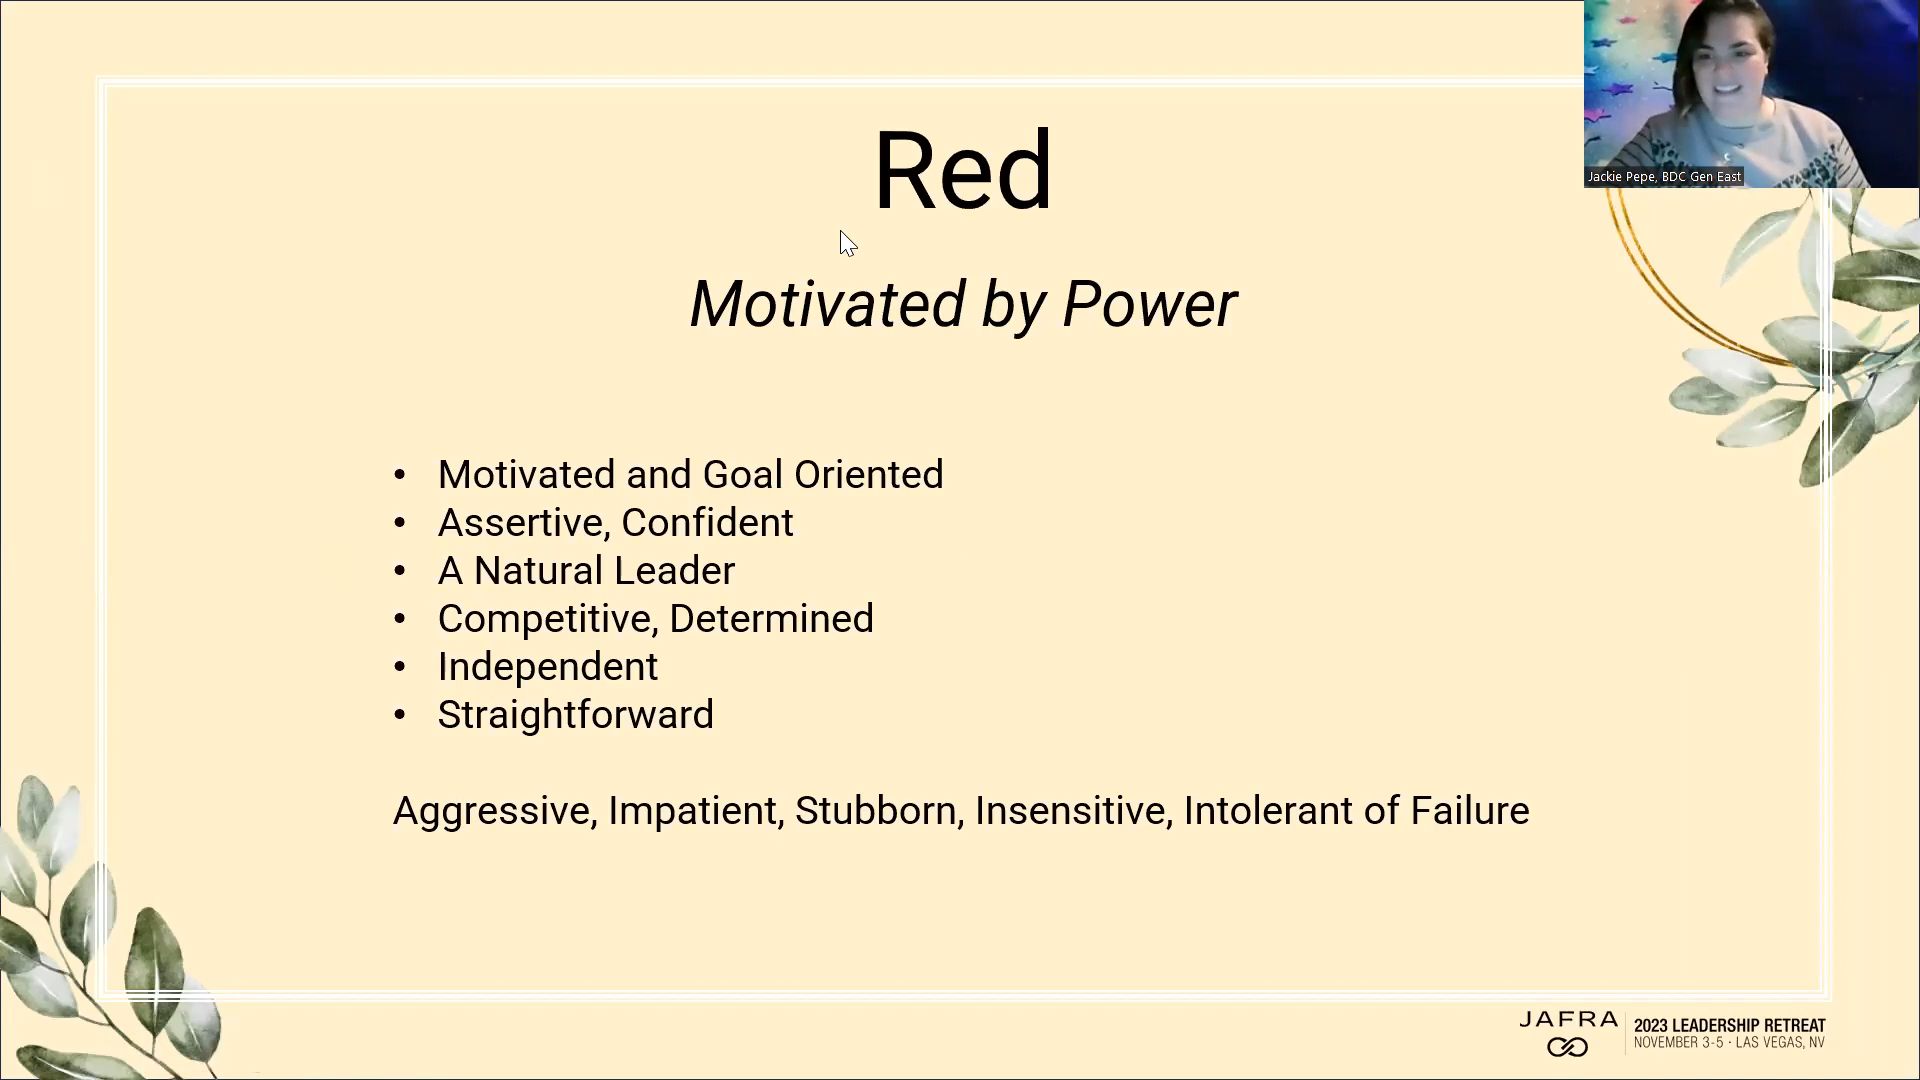 Jackie Pepe, BDC Gen East
Red
Motivated by Power
• Motivated and Goal Oriented
• Assertive, Confident
• A Natural Leader
• Competitive, Determined
• Independent
• Straightforward
Aggressive, Impatient, Stubborn, Insensitive, Intolerant of Failure
JAFRA
2023 LEADERSHIP RETREAT
NOVEMBER 3-5 · LAS VEGAS, NV